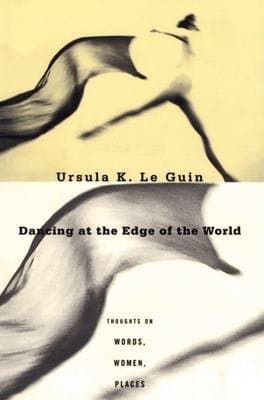 Ursula K. Le Guin
Dancing at the Edge of the World
THOUGHTS ON
WORDS,
WOMEN,
PLACES